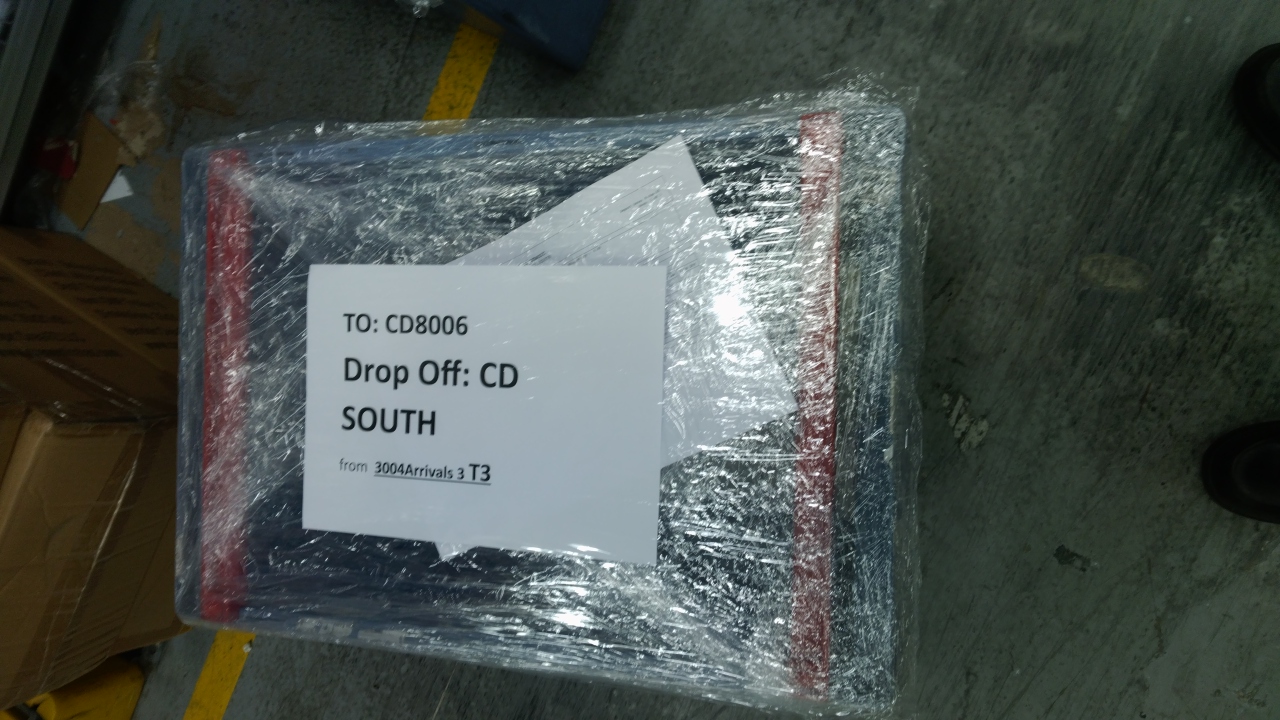 TO: CD8006
Drop Off: CD
SOUTH
from 3004Arrivals 3 T3